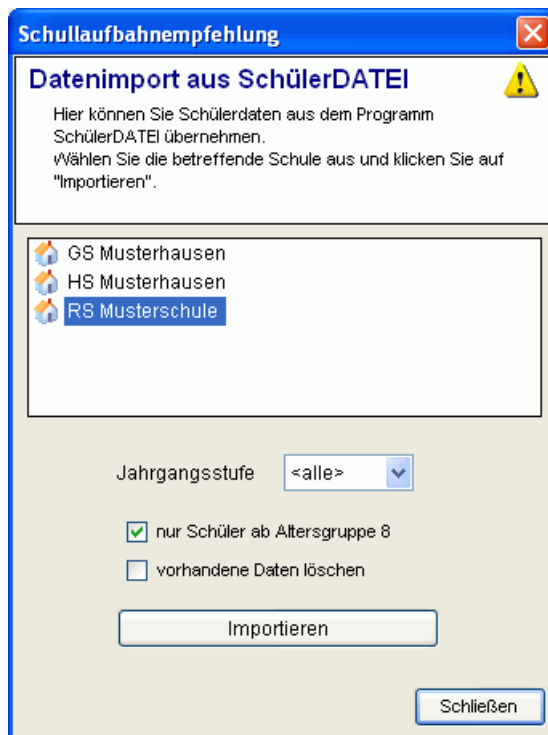 Schullaufbahnempfehlung
Datenimport aus SchülerDATEI
Hier können Sie Schülerdaten aus dem Programm
SchülerDATEI übernehmen.
Wählen Sie die betreffende Schule aus und klicken Sie auf
"Importieren".
GS Musterhausen
HS Musterhausen
RS Musterschule
Jahrgangsstufe <alle>
nur Schüler ab Altersgruppe 8
vorhandene Daten löschen
Importieren
Schließen